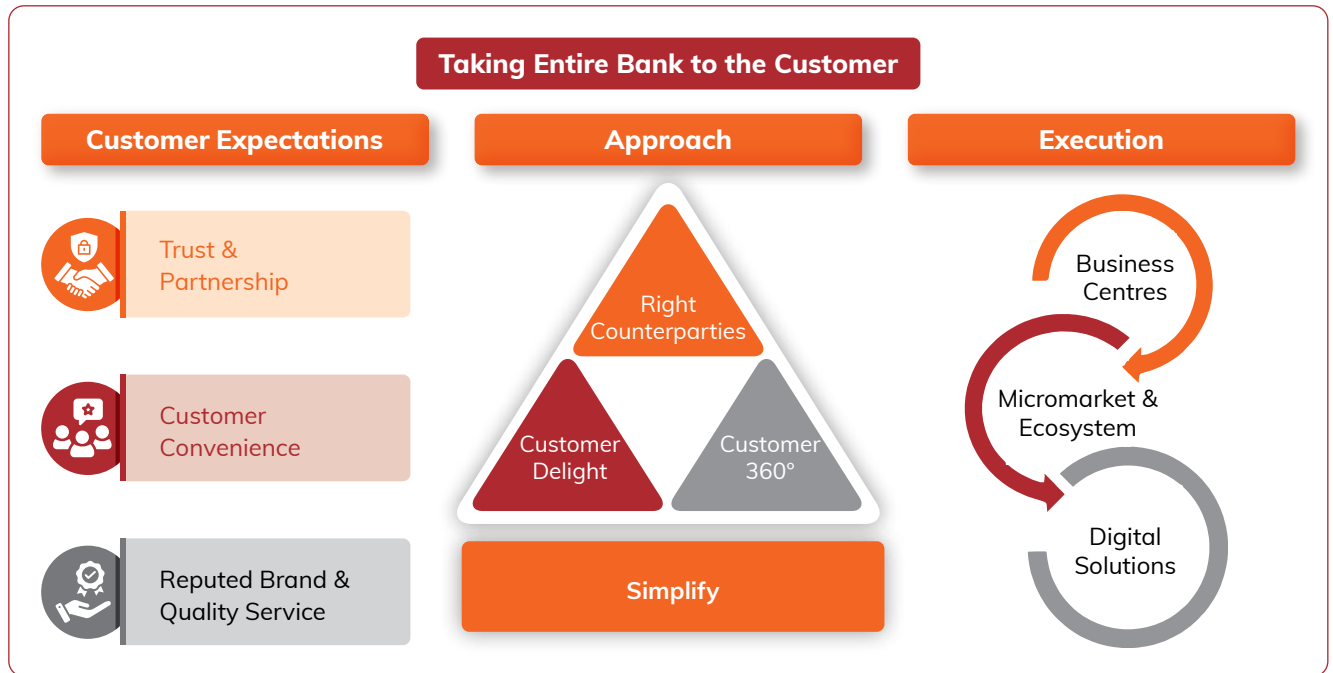 Taking Entire Bank to the Customer
Customer Expectations
Trust &
Partnership
Customer
Convenience
Reputed Brand &
Quality Service
Approach
Right
Counterparties
Customer
Delight
Customer
360°
Simplify
Execution
Business
Centres
Micromarket &
Ecosystem
Digital
Solutions